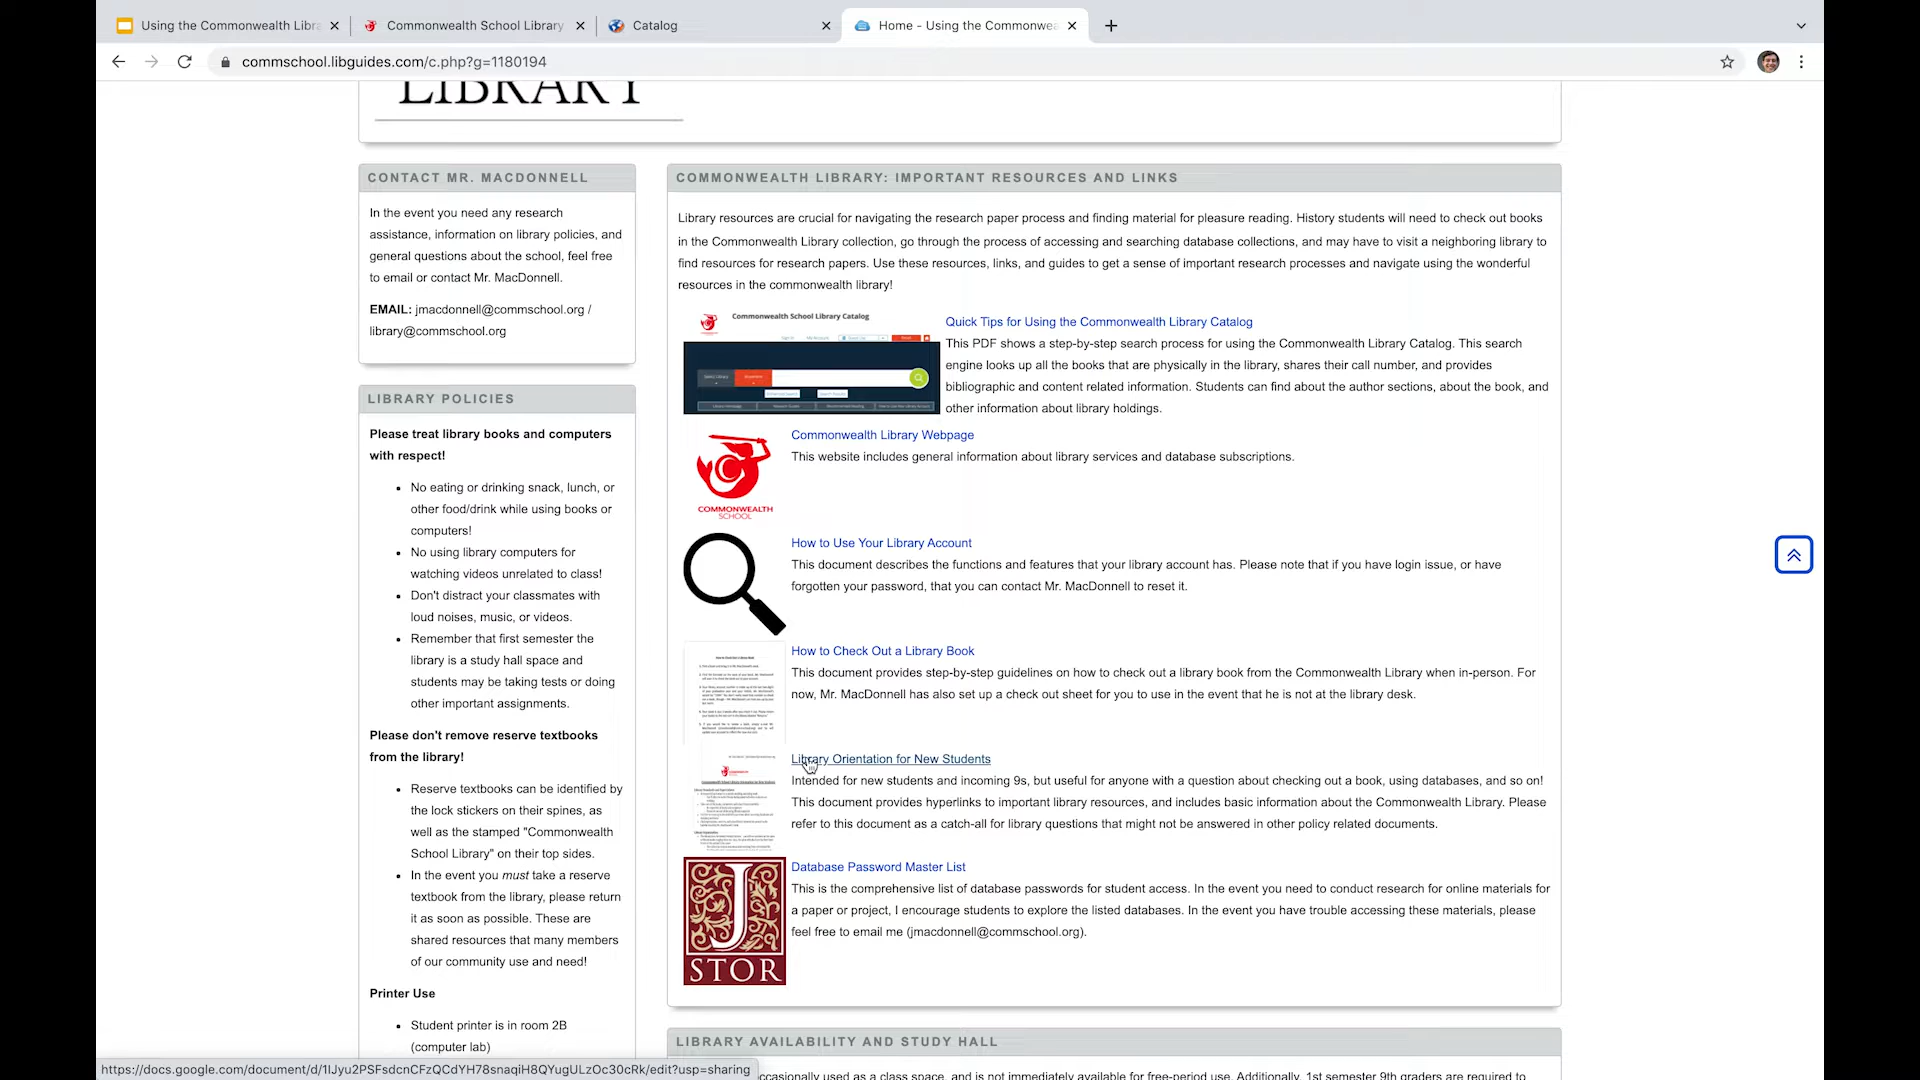 Using the Commonwealth Libra
Commonwealth School Library
Catalog
Home - Using the Commonwea
commschool.libguides.com/c.php?g=1180194
LIBRARY
CONTACT MR. MACDONNELL
In the event you need any research
assistance, information on library policies, and
general questions about the school, feel free
to email or contact Mr. MacDonnell.
EMAIL: jmacdonnell@commschool.org /
library@commschool.org
LIBRARY POLICIES
Please treat library books and computers
with respect!
No eating or drinking snack, lunch, or
other food/drink while using books or
computers!
No using library computers for
watching videos unrelated to class!
Don't distract your classmates with
loud noises, music, or videos.
Remember that first semester the
library is a study hall space and
students may be taking tests or doing
other important assignments.
Please don't remove reserve textbooks
from the library!
Reserve textbooks can be identified by
the lock stickers on their spines, as
well as the stamped "Commonwealth
School Library" on their top sides.
In the event you must take a reserve
textbook from the library, please return
it as soon as possible. These are
shared resources that many members
of our community use and need!
Printer Use
Student printer is in room 2B
(computer lab)
COMMONWEALTH LIBRARY: IMPORTANT RESOURCES AND LINKS
Library resources are crucial for navigating the research paper process and finding material for pleasure reading. History students will need to check out books
in the Commonwealth Library collection, go through the process of accessing and searching database collections, and may have to visit a neighboring library to
find resources for research papers. Use these resources, links, and guides to get a sense of important research processes and navigate using the wonderful
resources in the commonwealth library!
Commonwealth School Library Catalog
Quick Tips for Using the Commonwealth Library Catalog
This PDF shows a step-by-step search process for using the Commonwealth Library Catalog. This search
engine looks up all the books that are physically in the library, shares their call number, and provides
bibliographic and content related information. Students can find about the author sections, about the book, and
other information about library holdings.
COMMONWEALTH
SCHOOL
Commonwealth Library Webpage
This website includes general information about library services and database subscriptions.
How to Use Your Library Account
This document describes the functions and features that your library account has. Please note that if you have login issue, or have
forgotten your password, that you can contact Mr. MacDonnell to reset it.
How to Check Out a Library Book
This document provides step-by-step guidelines on how to check out a library book from the Commonwealth Library when in-person. For
now, Mr. MacDonnell has also set up a check out sheet for you to use in the event that he is not at the library desk.
Library Orientation for New Students
Intended for new students and incoming 9s, but useful for anyone with a question about checking out a book, using databases, and so on!
This document provides hyperlinks to important library resources, and includes basic information about the Commonwealth Library. Please
refer to this document as a catch-all for library questions that might not be answered in other policy related documents.
J
STOR
Database Password Master List
This is the comprehensive list of database passwords for student access. In the event you need to conduct research for online materials for
a paper or project, I encourage students to explore the listed databases. In the event you have trouble accessing these materials, please
feel free to email me (jmacdonnell@commschool.org).
LIBRARY AVAILABILITY AND STUDY HALL
ccasionally used as a class space, and is not immediately available for free-period use. Additionally, 1st semester 9th graders are required to
https://docs.google.com/document/d/1IJyu2PSFsdcnCFzQCdYH78snaqiH8QYugULzOc30cRk/edit?usp=sharing